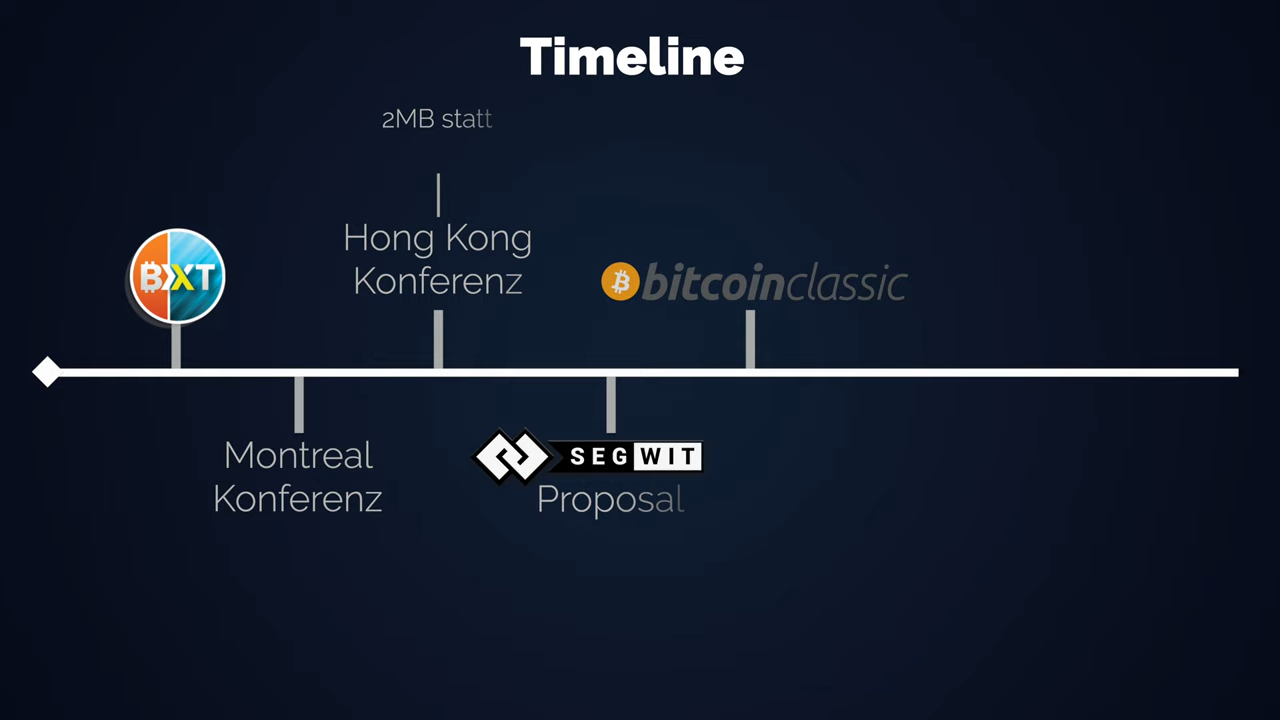 Timeline
2MB statt
Hong Kong
Konferenz
BXT
bitcoinclassic
Montreal
Konferenz
SEGWIT
Proposal